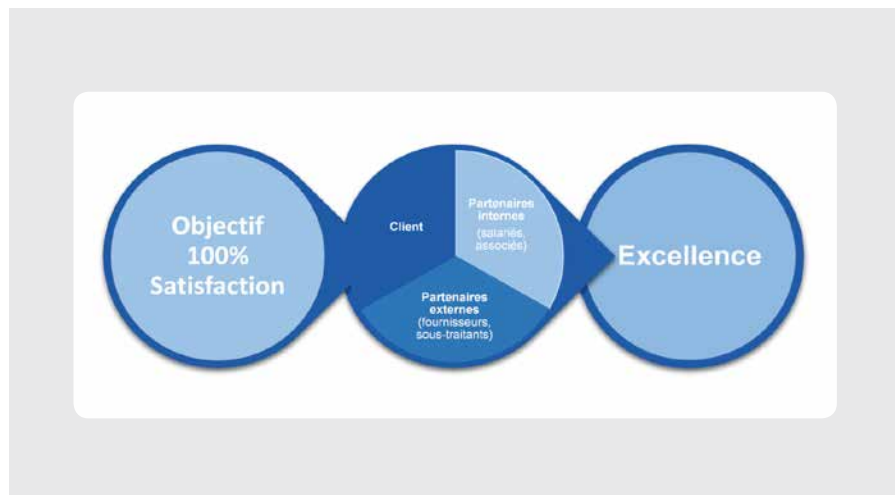 Objectif
100%
Satisfaction
Client
Partenaires
internes
(salariés,
associés)
Partenaires
externes
(fournisseurs,
sous-traitants)
Excellence